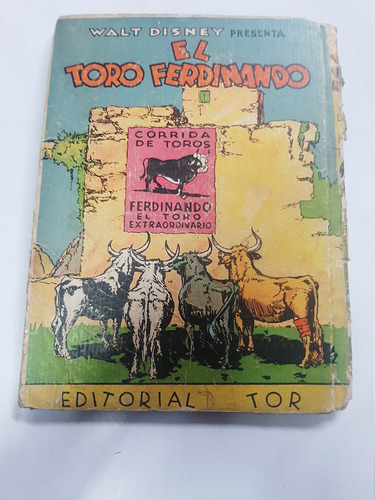 WALT DISNEY PRESENTA
EL
TORO FERDINANDO
CORRIDA
DE TOROS
FERDINANDO
EL TORO
EXTRAORDINARIO
EDITORIAL TOR